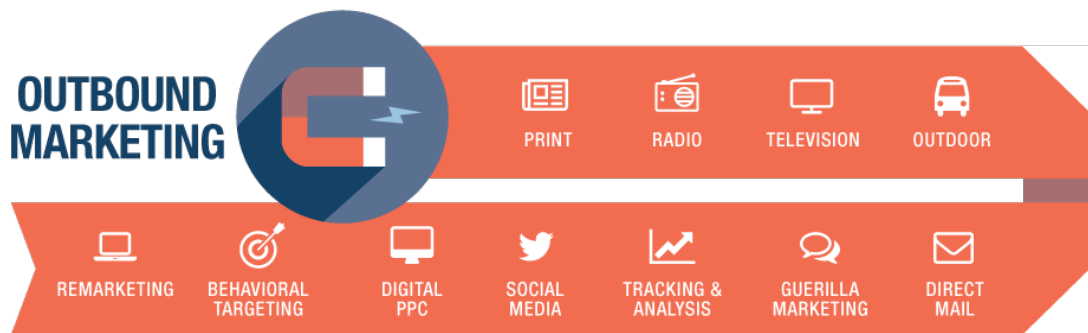 OUTBOUND
MARKETING
PRINT
RADIO
TELEVISION
OUTDOOR
REMARKETING
BEHAVIORAL
TARGETING
DIGITAL
PPC
SOCIAL
MEDIA
TRACKING &
ANALYSIS
GUERILLA
MARKETING
DIRECT
MAIL